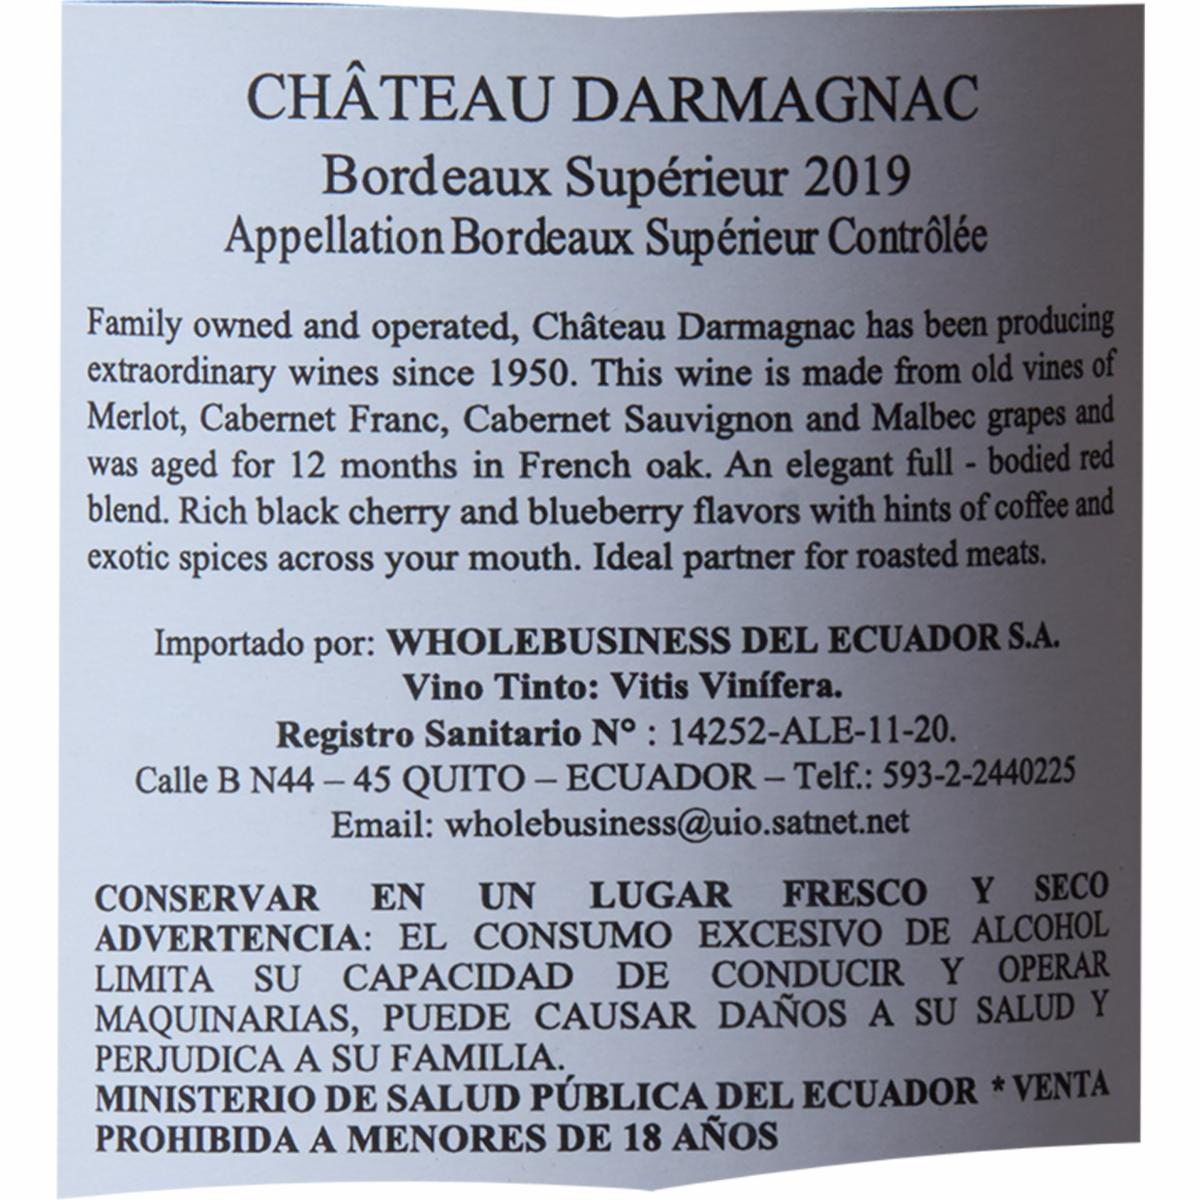 CHÂTEAU DARMAGNAC
Bordeaux Supérieur 2019
Appellation Bordeaux Supérieur Contrôlée
Family owned and operated, Château Darmagnac has been producing
extraordinary wines since 1950. This wine is made from old vines of
Merlot, Cabernet Franc, Cabernet Sauvignon and Malbec grapes and
was aged for 12 months in French oak. An elegant full - bodied red
blend. Rich black cherry and blueberry flavors with hints of coffee and
exotic spices across your mouth. Ideal partner for roasted meats.
Importado por: WHOLEBUSINESS DEL ECUADOR S.A.
Vino Tinto: Vitis Vinífera.
Registro Sanitario Nº : 14252-ALE-11-20.
Calle B N44 – 45 QUITO – ECUADOR – Telf.: 593-2-2440225
Email: wholebusiness@uio.satnet.net
CONSERVAR EN UN LUGAR FRESCO Y SECO
ADVERTENCIA: EL CONSUMO EXCESIVO DE ALCOHOL
LIMITA SU CAPACIDAD DE CONDUCIR Y OPERAR
MAQUINARIAS, PUEDE CAUSAR DAÑOS A SU SALUD Y
PERJUDICA A SU FAMILIA.
MINISTERIO DE SALUD PÚBLICA DEL ECUADOR * VENTA
PROHIBIDA A MENORES DE 18 AÑOS